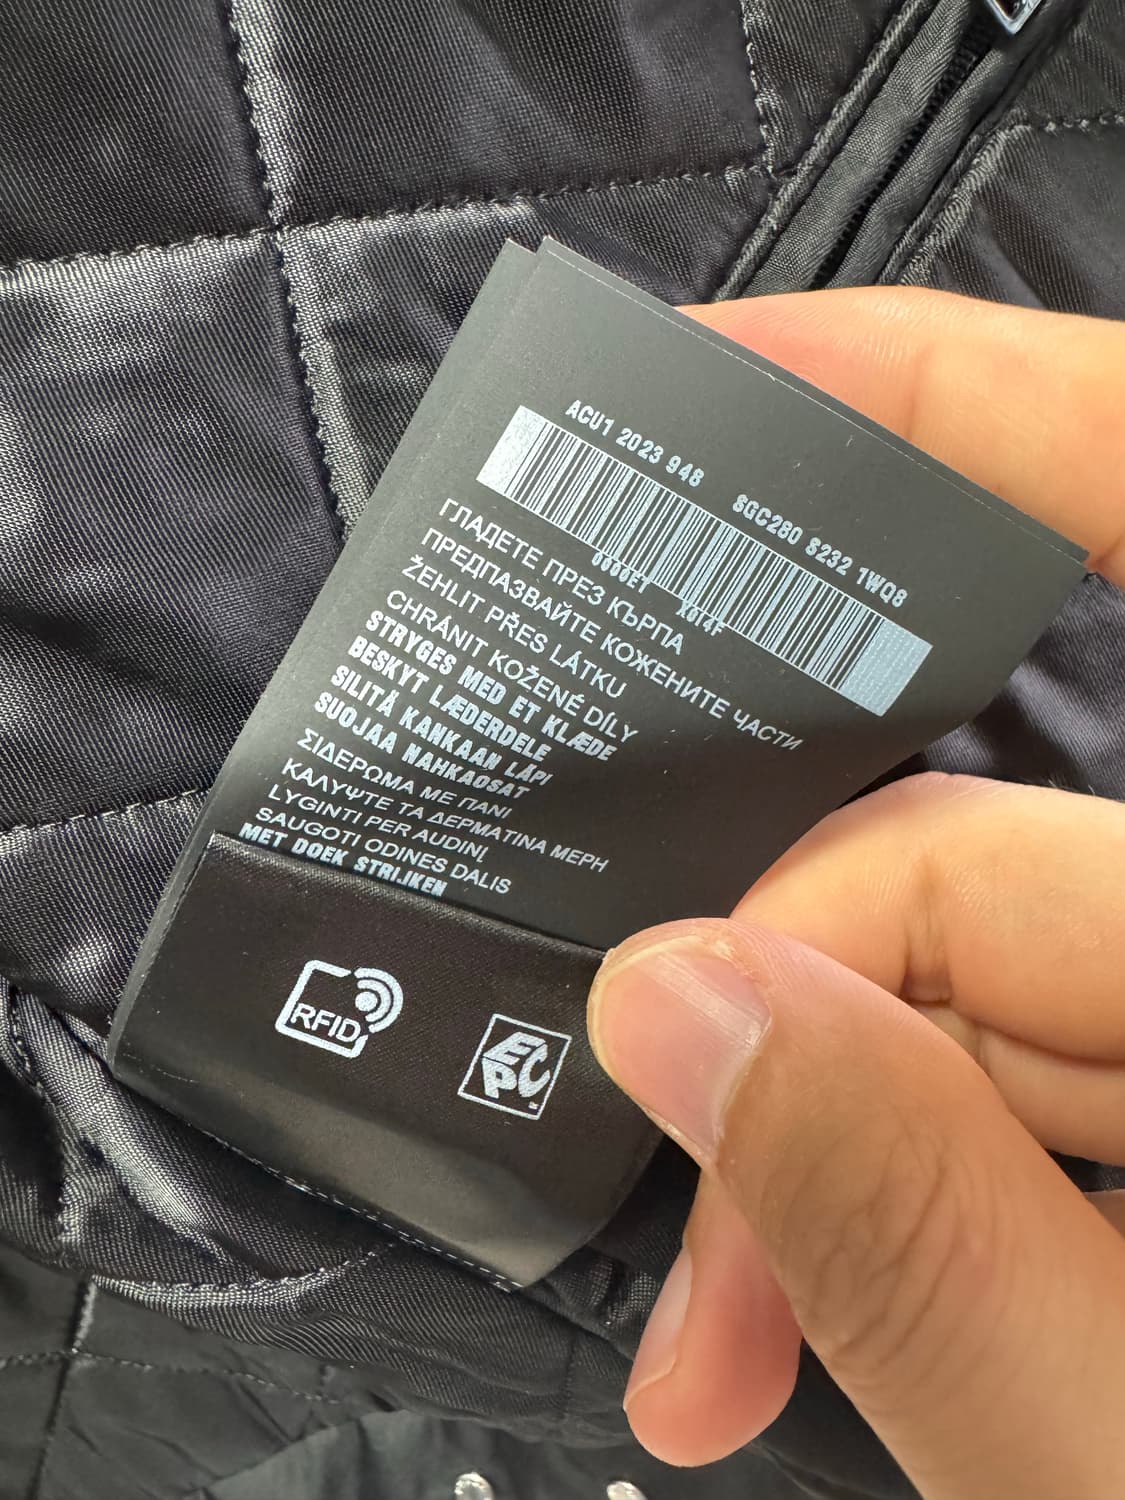 ACU1 2023 948 SGC280 S232 1WQ8
0000ET X014F
ГЛАДЕТЕ ПРЕЗ КЪРПА
ПРЕДПАЗВАЙТЕ КОЖЕНИТЕ ЧАСТИ
ŽEHLIT PŘES LÁTKU
CHRÁNIT KOŽENÉ DÍLY
STRYGES MED ET KLÆDE
BESKYT LÆDERDELE
SILITÄ KANKAAN LÄPI
SUOJAA NAHKAOSAT
ΣΙΔΕΡΩΜΑ ΜΕ ΠΑΝΙ
ΚΑΛΥΨΤΕ ΤΑ ΔΕΡΜΑΤΙΝΑ ΜΕΡΗ
LYGINTI PER AUDINĮ
SAUGOTI ODINES DALIS
MET DOEK STRIJKEN
RFID
EPC